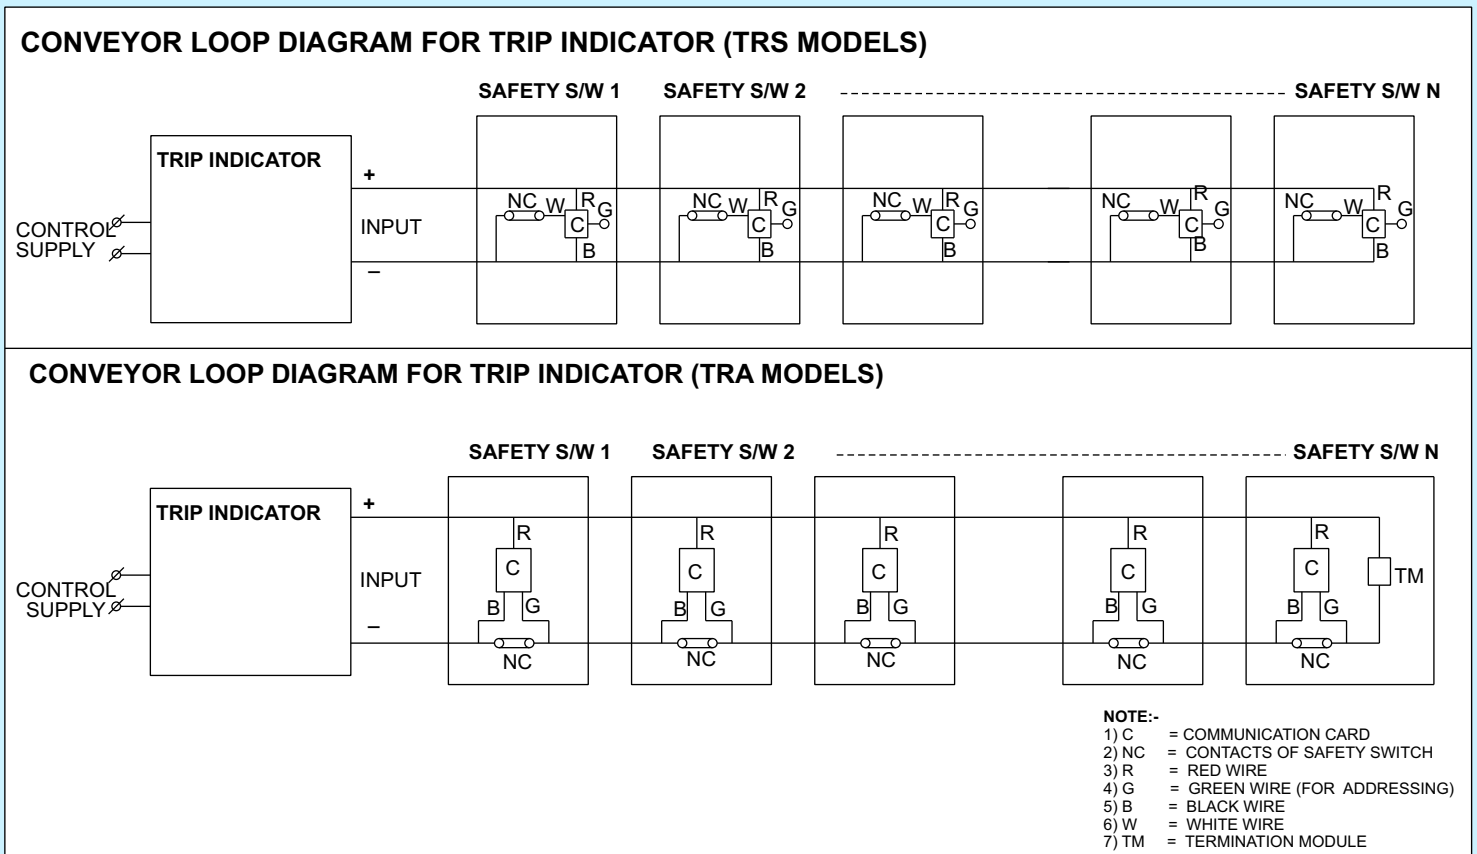 CONVEYOR LOOP DIAGRAM FOR TRIP INDICATOR (TRS MODELS)
SAFETY S/W 1 SAFETY S/W 2 SAFETY S/W N
TRIP INDICATOR
+
NC W R G NC W R G NC W R G NC W R G NC W R G
CONTROL INPUT C C C C C
SUPPLY B B B B B
–
CONVEYOR LOOP DIAGRAM FOR TRIP INDICATOR (TRA MODELS)
SAFETY S/W 1 SAFETY S/W 2 SAFETY S/W N
+
TRIP INDICATOR
R R R R R
CONTROL INPUT C C C C C TM
SUPPLY B G B G B G B G B G
–
NC NC NC NC NC
NOTE:-
1) C = COMMUNICATION CARD
2) NC = CONTACTS OF SAFETY SWITCH
3) R = RED WIRE
4) G = GREEN WIRE (FOR ADDRESSING)
5) B = BLACK WIRE
6) W = WHITE WIRE
7) TM = TERMINATION MODULE